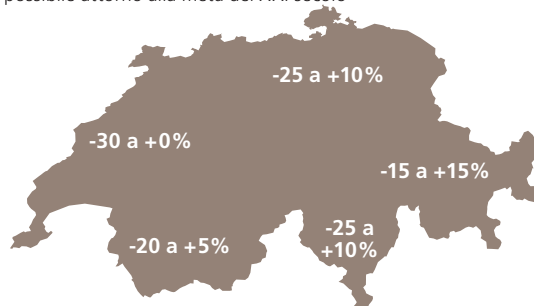 possibile attorno alla metà del XXI secolo
-25 a +10%
-30 a +0%
-15 a +15%
-25 a
+10%
-20 a +5%